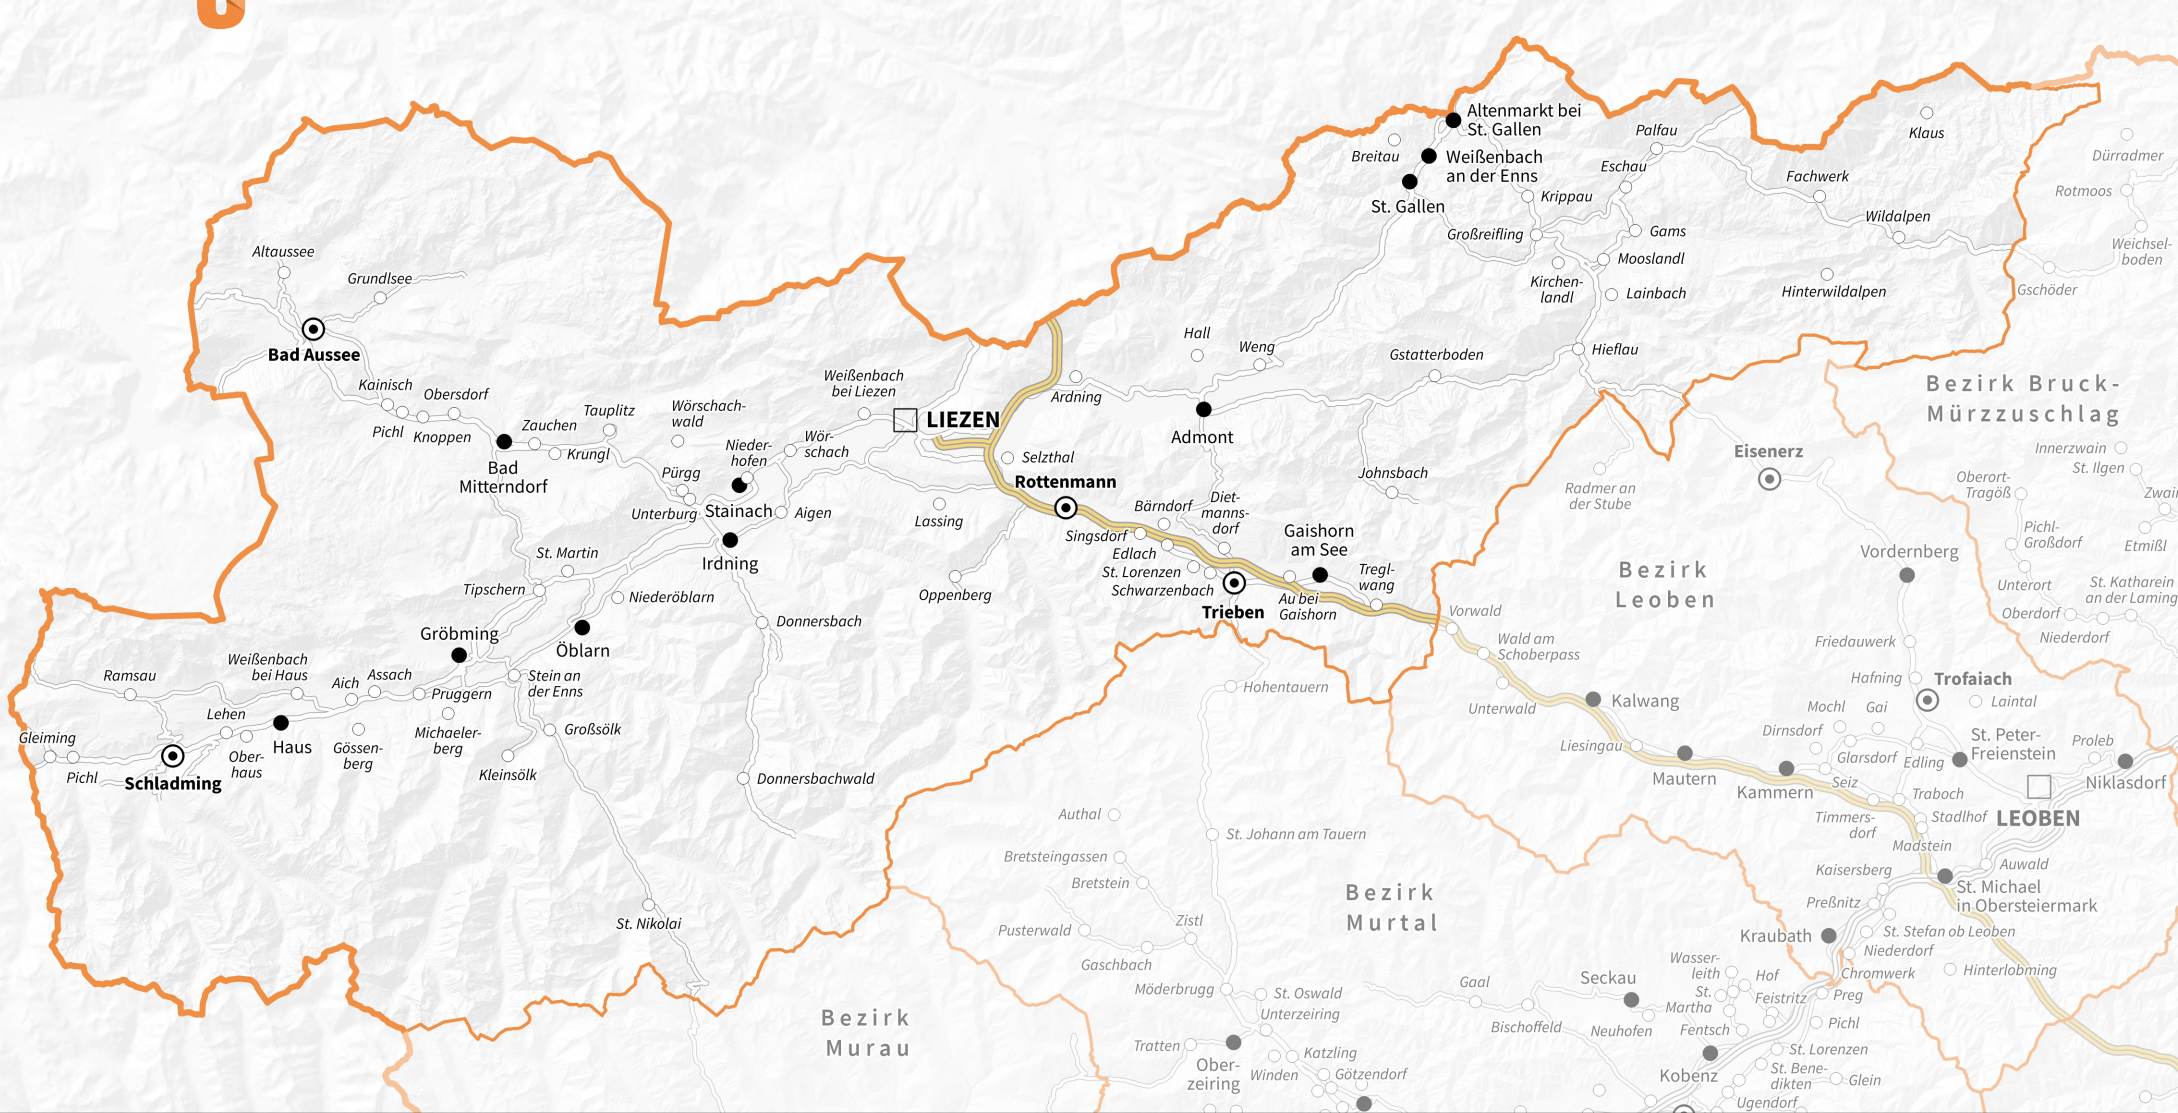 Altenmarkt bei
St. Gallen
Breitau
Weißenbach
an der Enns
St. Gallen
Palfau
Eschau
Krippau
Klaus
Fachwerk
Wildalpen
Großreifling
Gams
Mooslandl
Kirchen-
landl
Lainbach
Hinterwildalpen
Dürradmer
Rotmoos
Weichsel-
boden
Gschöder
Altaussee
Grundlsee
Bad Aussee
Kainisch
Obersdorf
Pichl
Knoppen
Zauchen
Tauplitz
Krungl
Bad
Mitterndorf
Wörschach-
wald
Weißenbach
bei Liezen
LIEZEN
Nieder-
hofen
Wör-
schach
Pürgg
Unterburg
Stainach
Aigen
Irdning
Hall
Weng
Ardning
Admont
Gstatterboden
Hieflau
Johnsbach
Selzthal
Rottenmann
Lassing
Oppenberg
Bärndorf
Diet-
manns-
dorf
Singsdorf
Edlach
St. Lorenzen
Schwarzenbach
Trieben
Gaishorn
am See
Au bei
Gaishorn
Tregl-
wang
St. Martin
Tipschern
Niederöblarn
Gröbming
Öblarn
Donnersbach
Donnersbachwald
Stein an
der Enns
Großsölk
Kleinsölk
St. Nikolai
Ramsau
Weißenbach
bei Haus
Aich
Assach
Pruggern
Michaeler-
berg
Gössen-
berg
Lehen
Ober-
haus
Haus
Gleiming
Pichl
Schladming
Bezirk Bruck-
Mürzzuschlag
Eisenerz
Radmer an
der Stube
Innerzwain
St. Ilgen
Oberort-
Tragöß
Zwai
Pichl-
Großdorf
Etmißl
Vordernberg
Unterort
St. Katharein
an der Laming
Oberdorf
Niederdorf
Bezirk
Leoben
Vorwald
Wald am
Schoberpass
Unterwald
Kalwang
Liesingau
Mautern
Kammern
Friedauwerk
Hafning
Trofaiach
Laintal
Mochl
Gai
Dirnsdorf
Glarsdorf
Edling
St. Peter-
Freienstein
Proleb
Niklasdorf
Seiz
Traboch
Timmers-
dorf
Stadlhof
LEOBEN
Madstein
Kaisersberg
Auwald
St. Michael
in Obersteiermark
Preßnitz
St. Stefan ob Leoben
Kraubath
Niederdorf
Chromwerk
Hinterlobming
Hohentauern
St. Johann am Tauern
Authal
Bretsteingassen
Bretstein
Zistl
Pusterwald
Gaschbach
Möderbrugg
Bezirk
Murtal
Bezirk
Murau
St. Oswald
Unterzeiring
Tratten
Ober-
zeiring
Winden
Katzling
Götzendorf
Gaal
Bischoffeld
Seckau
Neuhofen
Wasser-
leith
St.
Martha
Hof
Feistritz
Fentsch
Preg
Pichl
Kobenz
St. Lorenzen
St. Bene-
dikten
Glein
Ugendorf